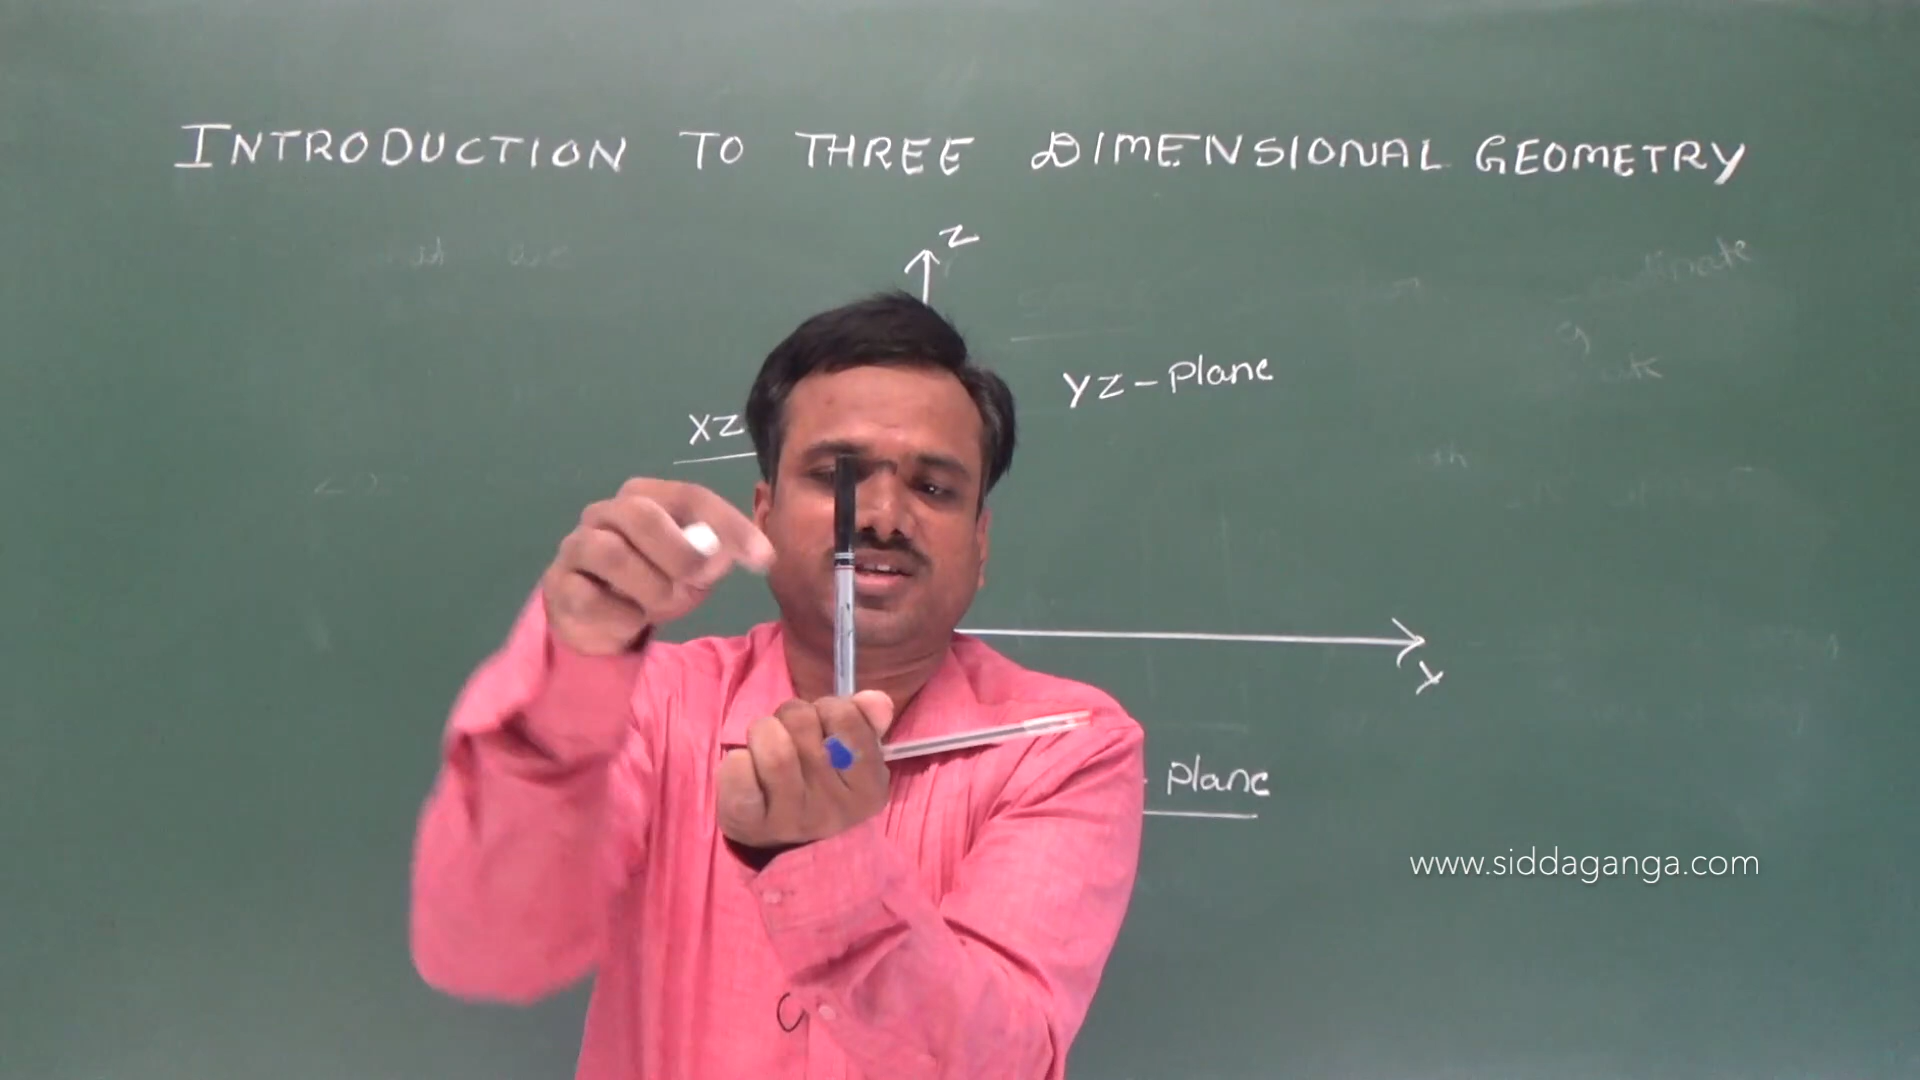 INTRODUCTION TO THREE DIMENSIONAL GEOMETRY
Z
YZ - Plane
XZ
Y
- Plane
www.siddaganga.com